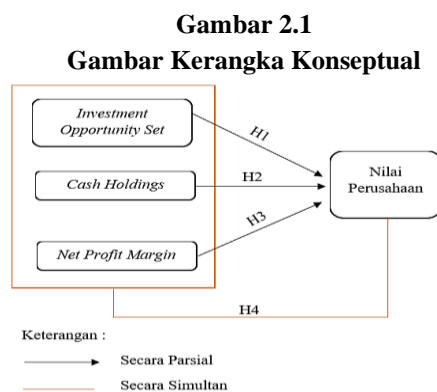 Gambar 2.1
Gambar Kerangka Konseptual
Investment
Opportunity Set
H1
Cash Holdings
H2
Nilai
Perusahaan
Net Profit Margin
H3
H4
Keterangan :
Secara Parsial
Secara Simultan